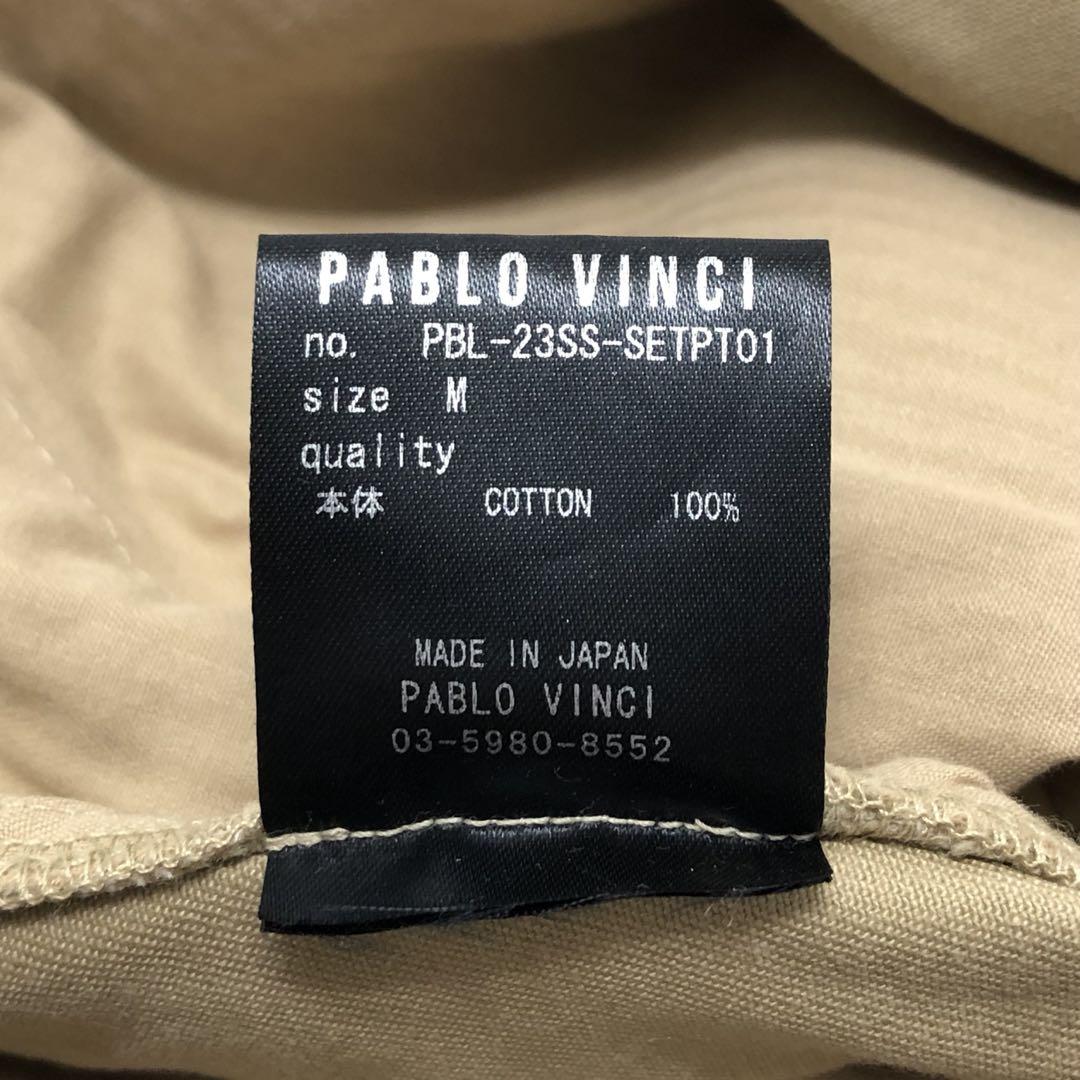 PABLO VINCI
no. PBL-23SS-SETPT01
size M
quality
本体 COTTON 100%
MADE IN JAPAN
PABLO VINCI
03-5980-8552